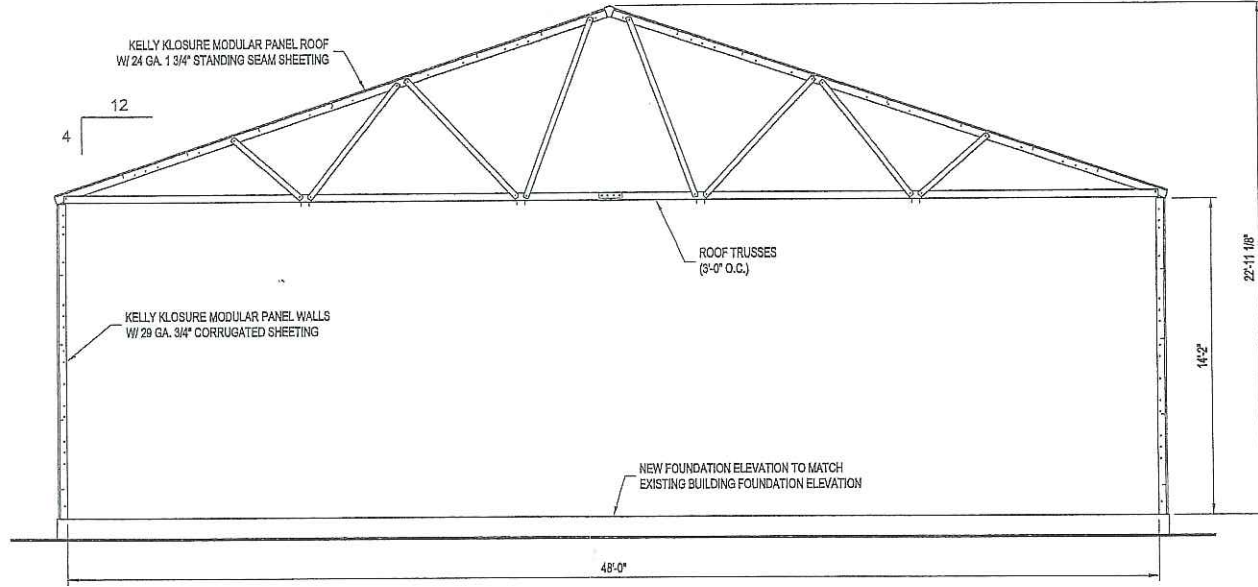 KELLY KLOSURE MODULAR PANEL ROOF
W/ 24 GA. 1 3/4" STANDING SEAM SHEETING
12
4
ROOF TRUSSES
(3'-0" O.C.)
22'-11 1/8"
KELLY KLOSURE MODULAR PANEL WALLS
W/ 29 GA. 3/4" CORRUGATED SHEETING
14'-2"
NEW FOUNDATION ELEVATION TO MATCH
EXISTING BUILDING FOUNDATION ELEVATION
48'-0"